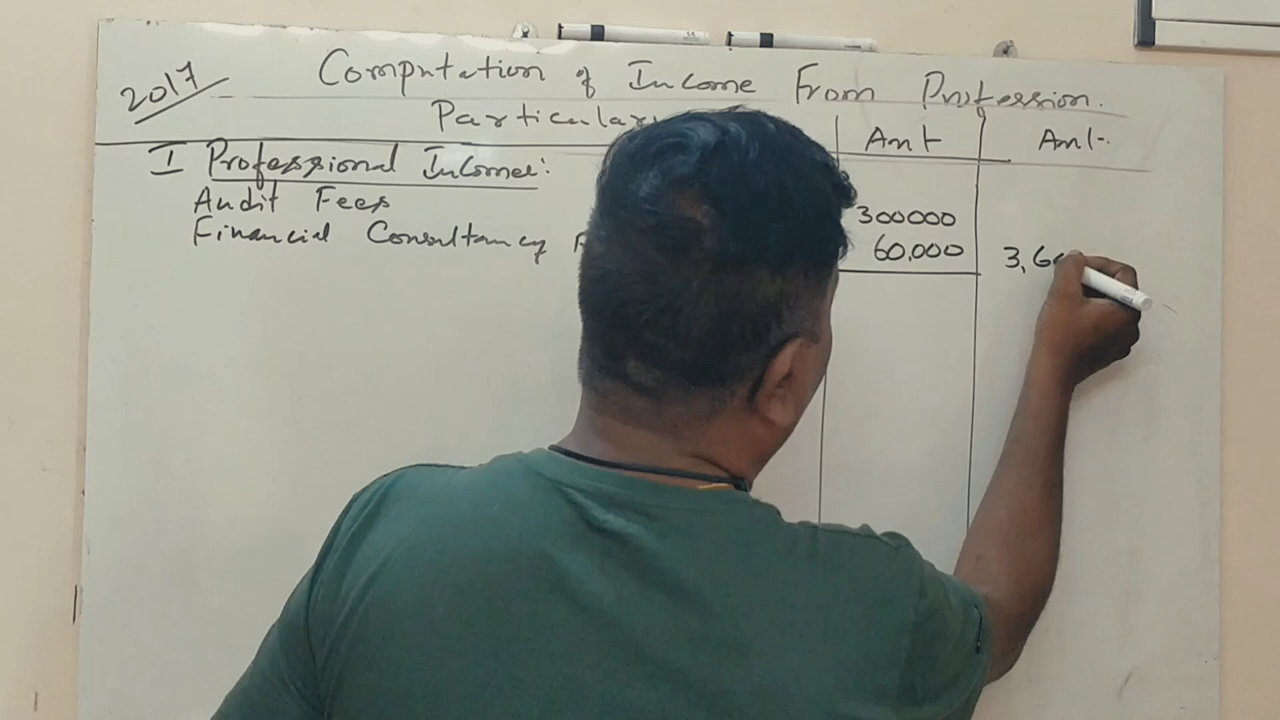 2017 Computation of Income From Profession.
Particular Amt Amt.
I Professional Income:
Audit Fees 300000
Financial Consultancy 60,000 3,6